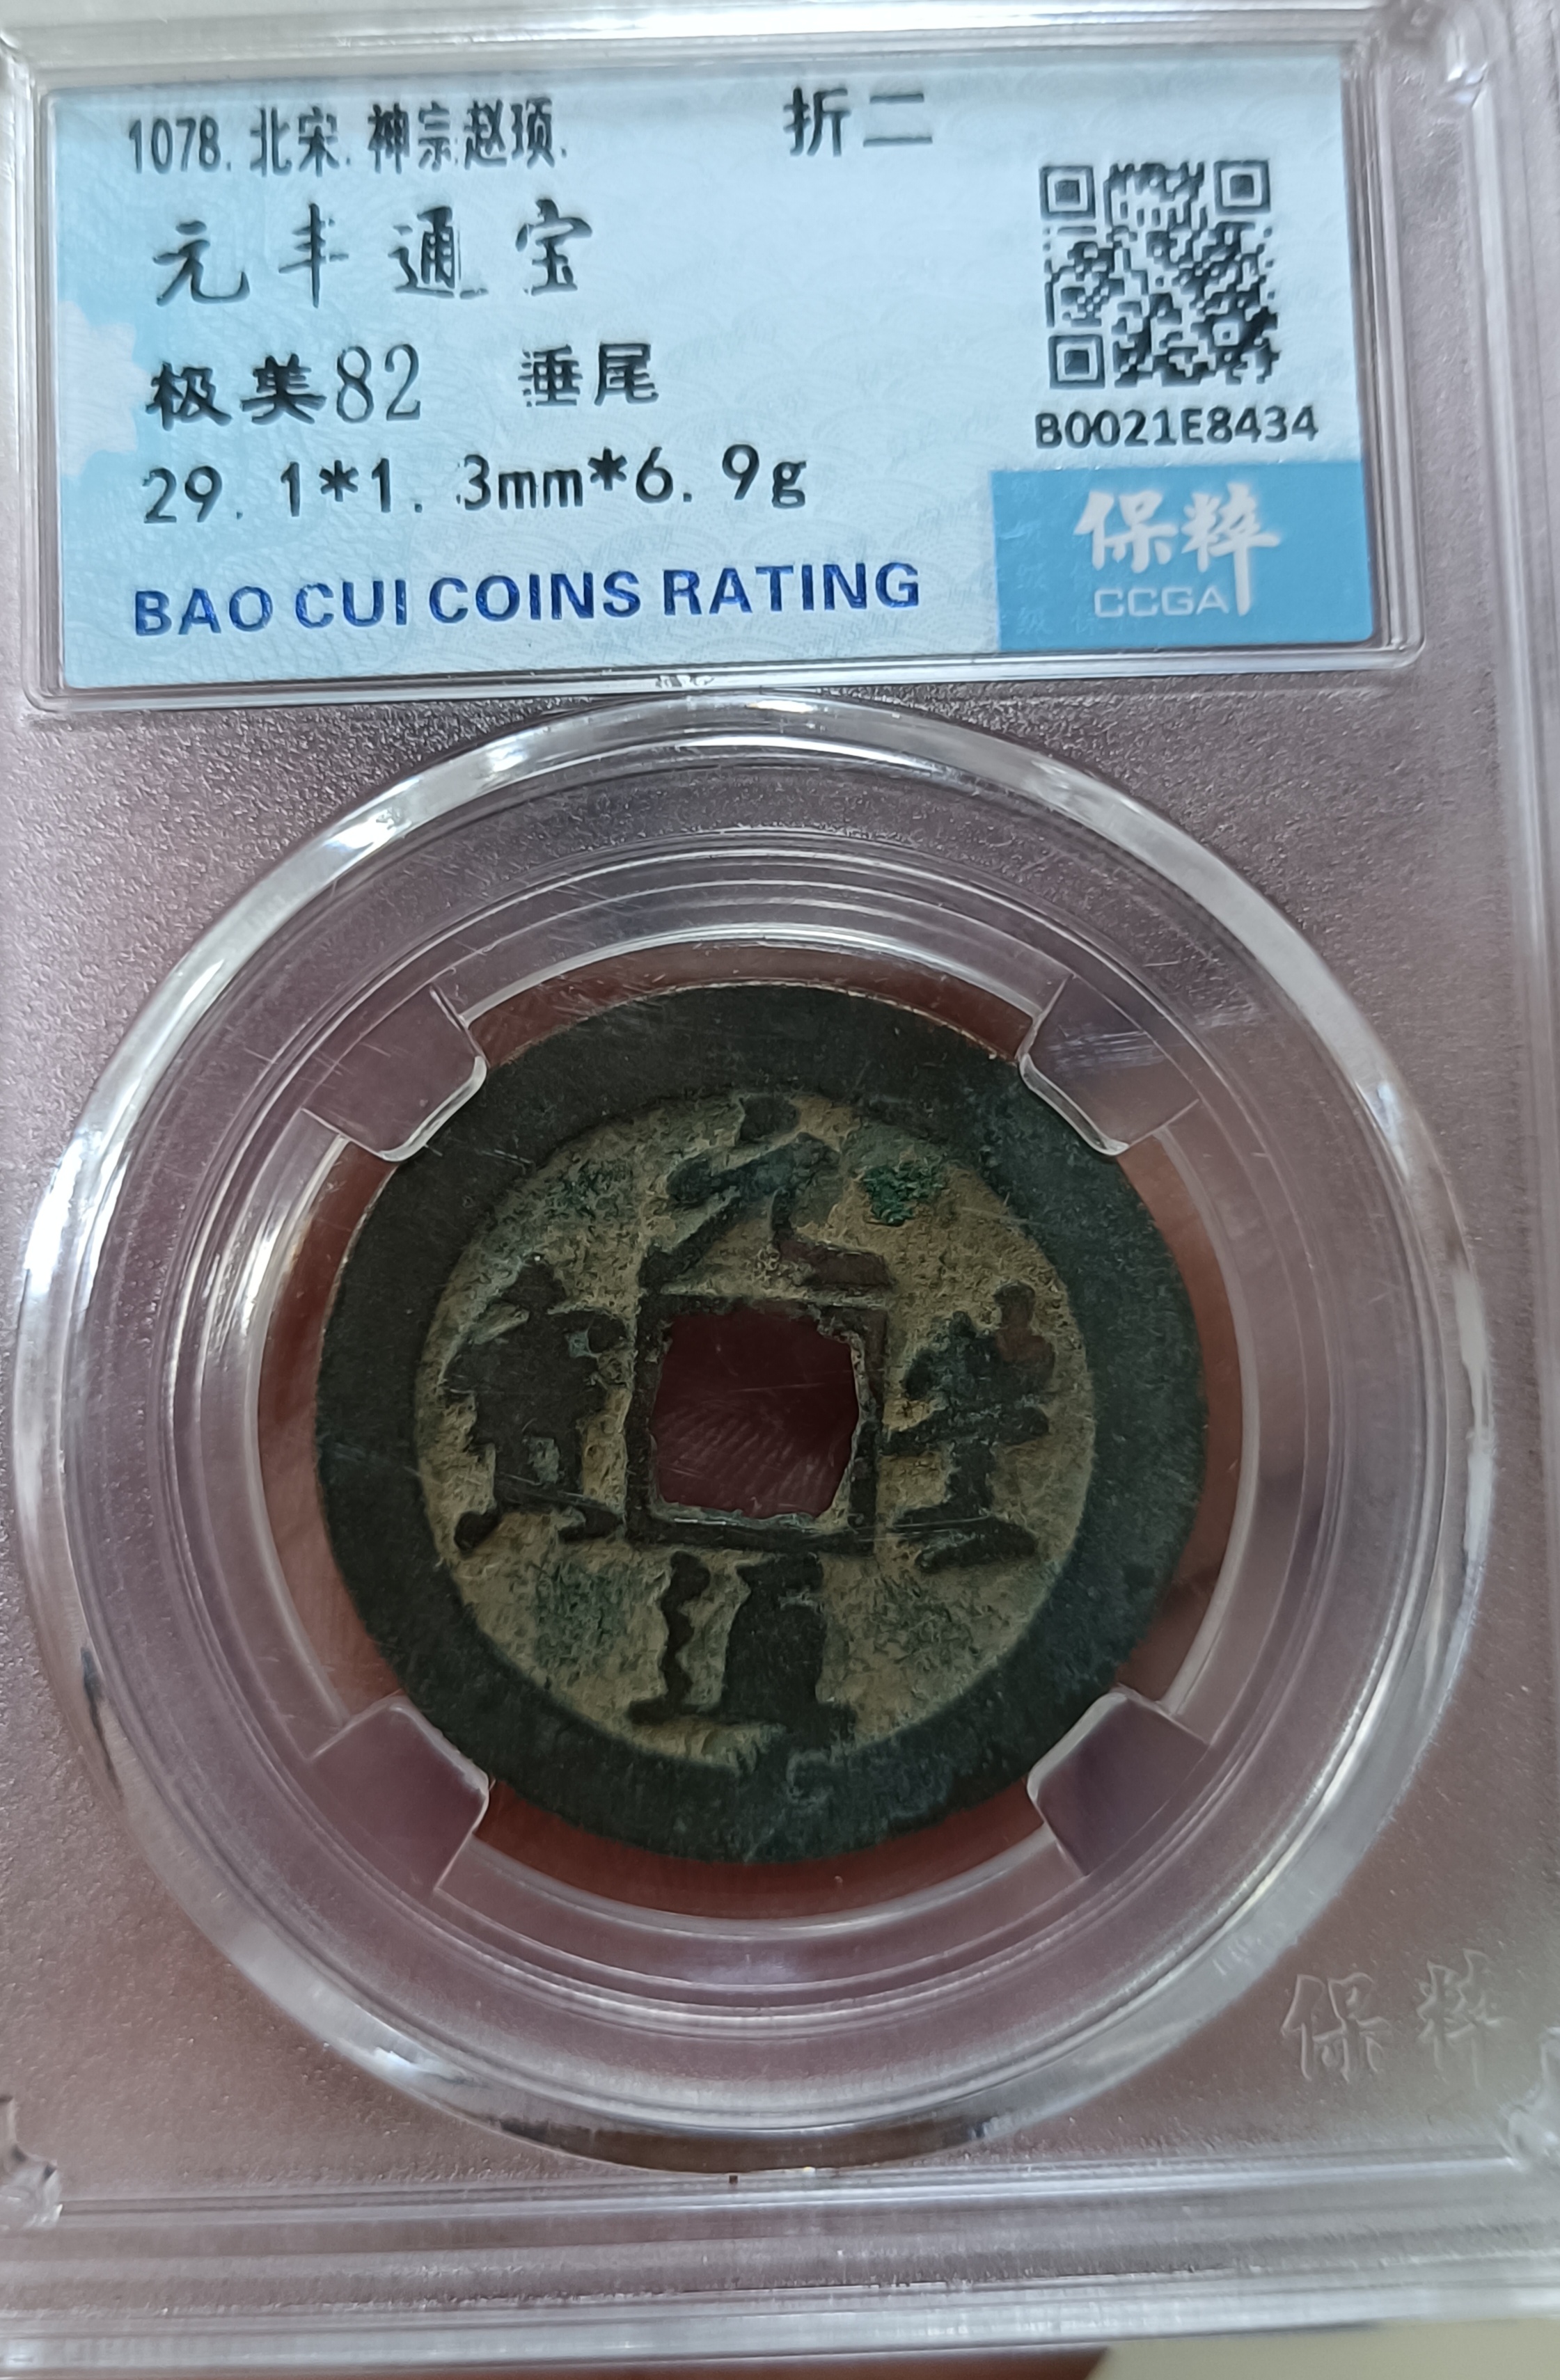 1078.北宋.神宗赵顼.
折二
元丰通宝
极美82 垂尾
29.1*1.3mm*6.9g
B0021E8434
BAO CUI COINS RATING
保粹
CCGA
元豐通寳
保粹